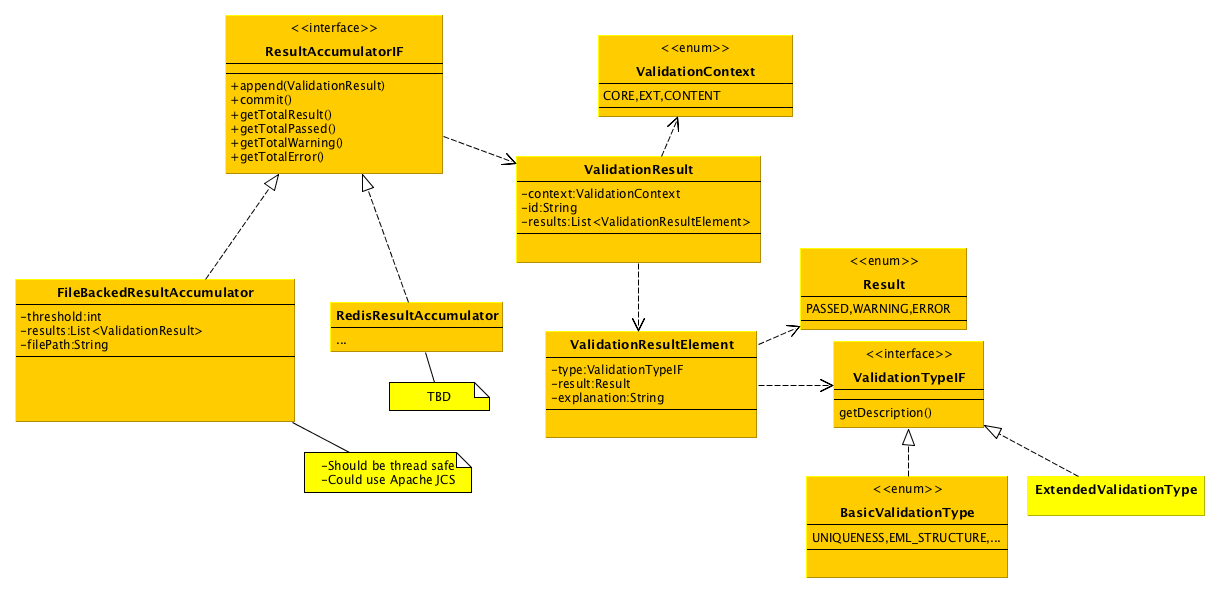 <<interface>>
ResultAccumulatorIF
+append(ValidationResult)
+commit()
+getTotalResult()
+getTotalPassed()
+getTotalWarning()
+getTotalError()
<<enum>>
ValidationContext
CORE,EXT,CONTENT
ValidationResult
-context:ValidationContext
-id:String
-results:List<ValidationResultElement>
FileBackedResultAccumulator
-threshold:int
-results:List<ValidationResult>
-filePath:String
RedisResultAccumulator
...
TBD
-Should be thread safe
-Could use Apache JCS
<<enum>>
Result
PASSED,WARNING,ERROR
ValidationResultElement
-type:ValidationTypeIF
-result:Result
-explanation:String
<<interface>>
ValidationTypeIF
getDescription()
<<enum>>
BasicValidationType
UNIQUENESS,EML_STRUCTURE,...
ExtendedValidationType